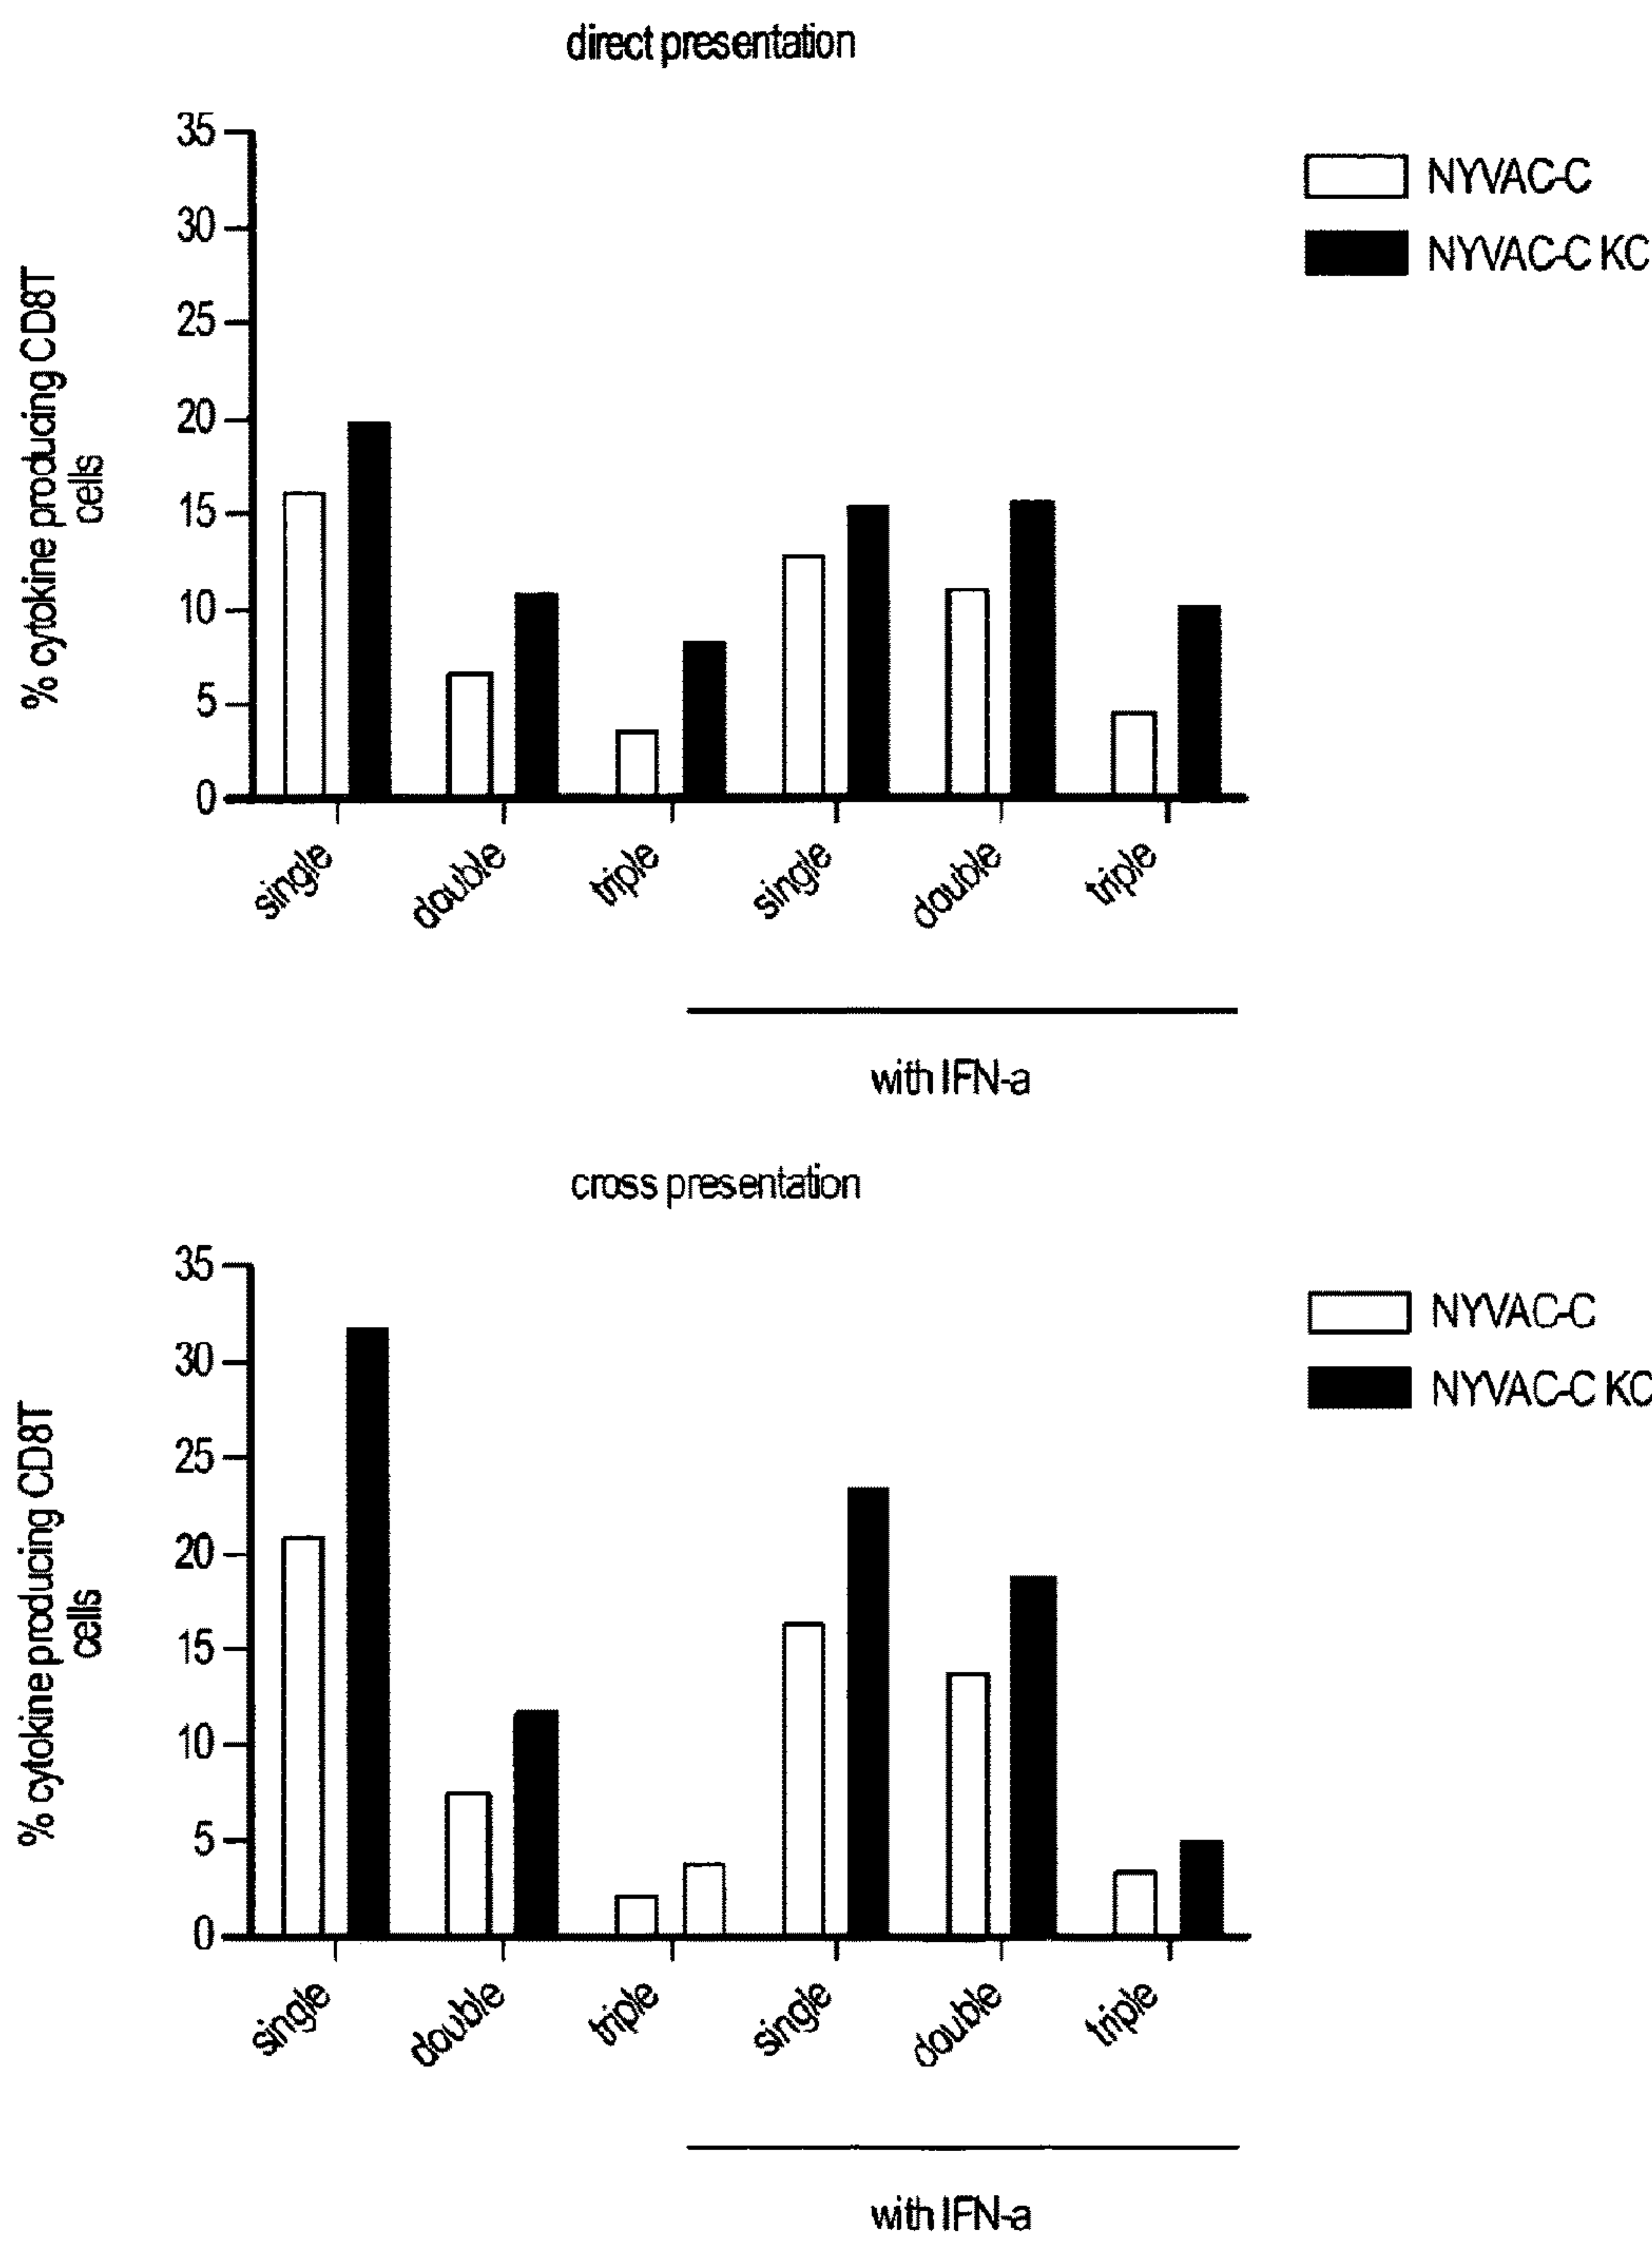 direct presentation
35
30
25
20
15
10
5
0
% cytokine producing CD8T
cells
NYVAC-C
NYVAC-C KC
single
double
triple
single
double
triple
with IFN-a
cross presentation
35
30
25
20
15
10
5
0
% cytokine producing CD8T
cells
NYVAC-C
NYVAC-C KC
single
double
triple
single
double
triple
with IFN-a